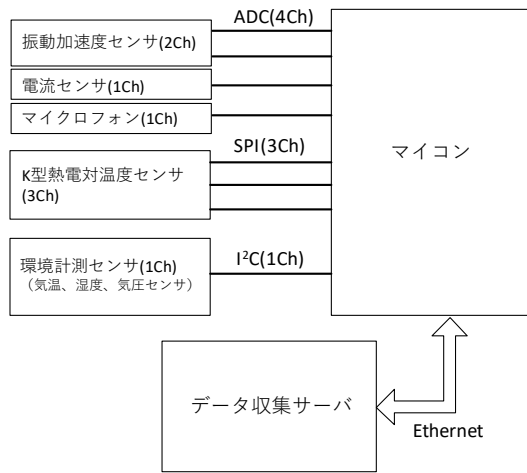 ADC(4Ch)
振動加速度センサ(2Ch)
電流センサ(1Ch)
マイクロフォン(1Ch)
SPI(3Ch)
K型熱電対温度センサ
(3Ch)
I²C(1Ch)
環境計測センサ(1Ch)
（気温、湿度、気圧センサ）
マイコン
データ収集サーバ
Ethernet